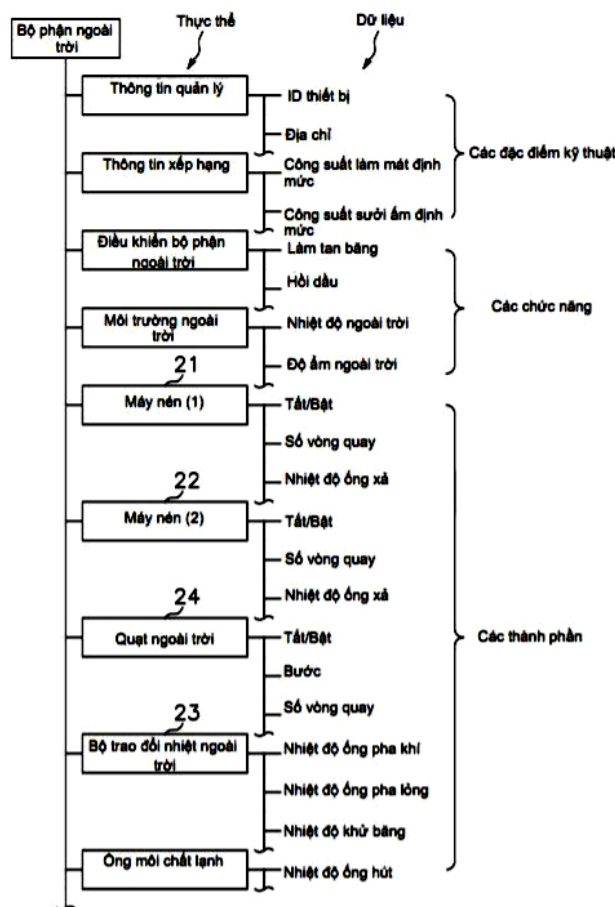 Bộ phận ngoài
trời
Thực thể
Dữ liệu
Thông tin quản lý
ID thiết bị
Địa chỉ
Các đặc điểm kỹ thuật
Thông tin xếp hạng
Công suất làm mát định
mức
Công suất sưởi ấm định
mức
Điều khiển bộ phận
ngoài trời
Làm tan băng
Hồi dầu
Các chức năng
Môi trường ngoài
trời
Nhiệt độ ngoài trời
Độ ẩm ngoài trời
21
Máy nén (1)
Tắt/Bật
Số vòng quay
Nhiệt độ ống xả
22
Máy nén (2)
Tắt/Bật
Số vòng quay
Nhiệt độ ống xả
24
Quạt ngoài trời
Tắt/Bật
Các thành phần
Bước
Số vòng quay
23
Bộ trao đổi nhiệt ngoài
trời
Nhiệt độ ống pha khí
Nhiệt độ ống pha lỏng
Nhiệt độ khử băng
Ống môi chất lạnh
Nhiệt độ ống hút